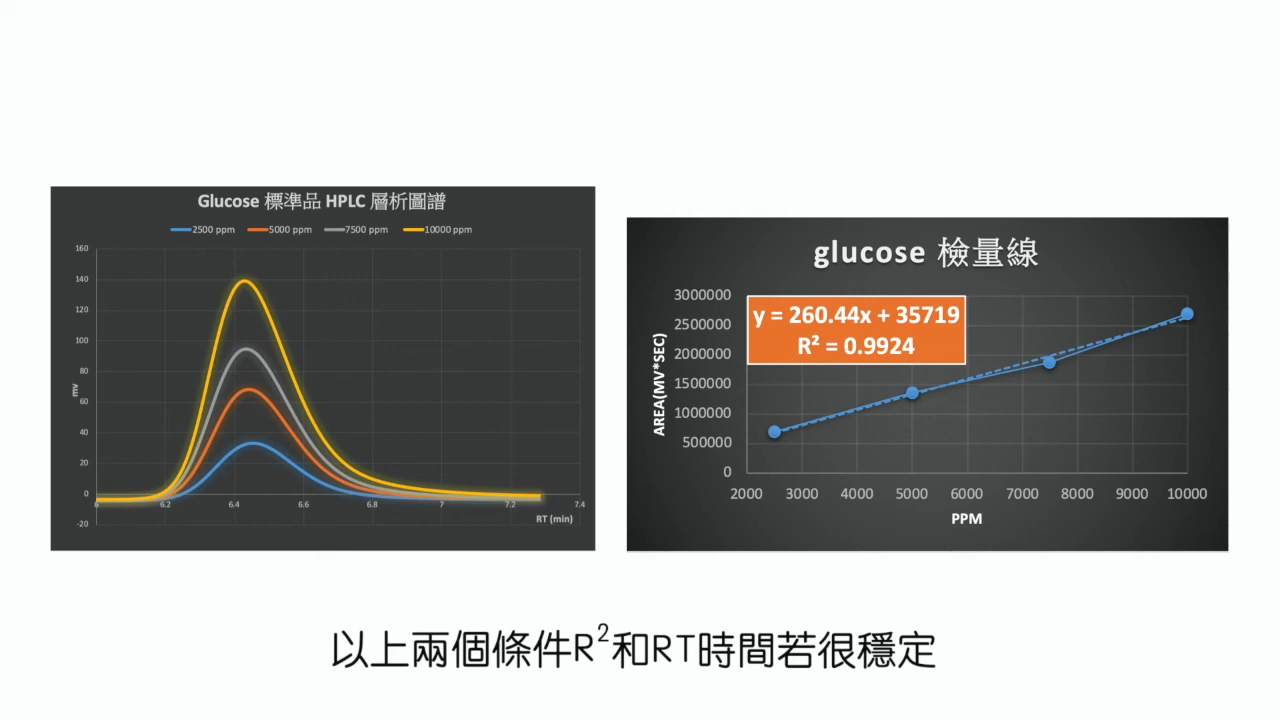 Glucose 標準品 HPLC 層析圖譜
2500 ppm 5000 ppm 7500 ppm 10000 ppm
160
140
120
100
80
60
40
20
0
-20
mv
6 6.2 6.4 6.6 6.8 7 7.2 7.4
RT (min)
glucose 檢量線
y = 260.44x + 35719
R² = 0.9924
AREA(MV*SEC)
3000000
2500000
2000000
1500000
1000000
500000
0
2000 3000 4000 5000 6000 7000 8000 9000 10000
PPM
以上兩個條件R²和RT時間若很穩定